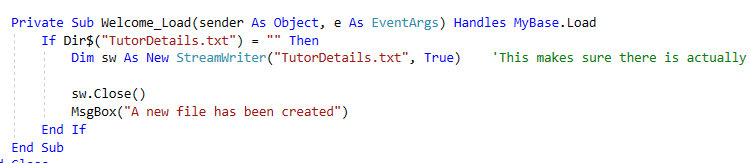 Private Sub Welcome_Load(sender As Object, e As EventArgs) Handles MyBase.Load
If Dir$("TutorDetails.txt") = "" Then
Dim sw As New StreamWriter("TutorDetails.txt", True) 'This makes sure there is actually
sw.Close()
MsgBox("A new file has been created")
End If
End Sub